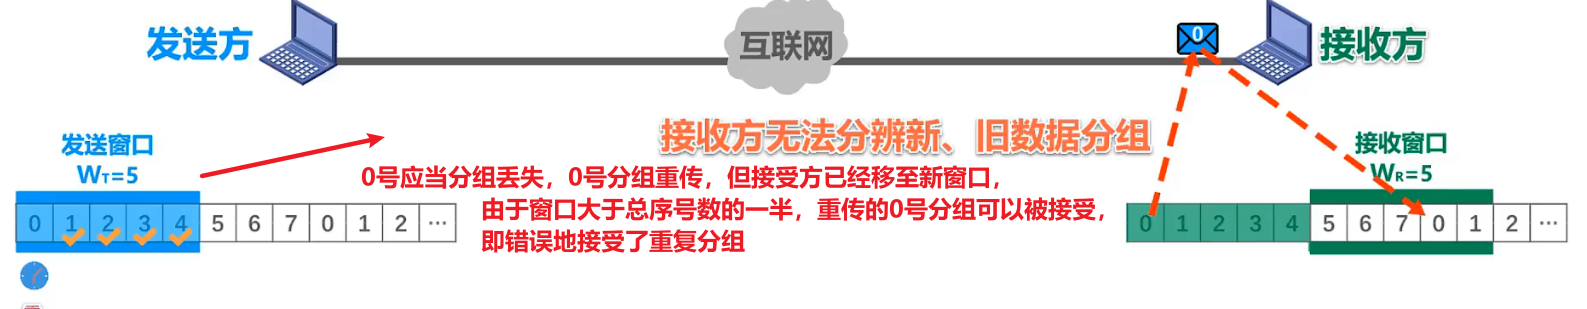 发送方
互联网
0
接收方
接收方无法分辨新、旧数据分组
发送窗口
WT=5
接收窗口
WR=5
0号应当分组丢失，0号分组重传，但接受方已经移至新窗口，
由于窗口大于总序号数的一半，重传的0号分组可以被接受，
即错误地接受了重复分组
0 1 2 3 4 5 6 7 0 1 2 ···
0 1 2 3 4 5 6 7 0 1 2 ···